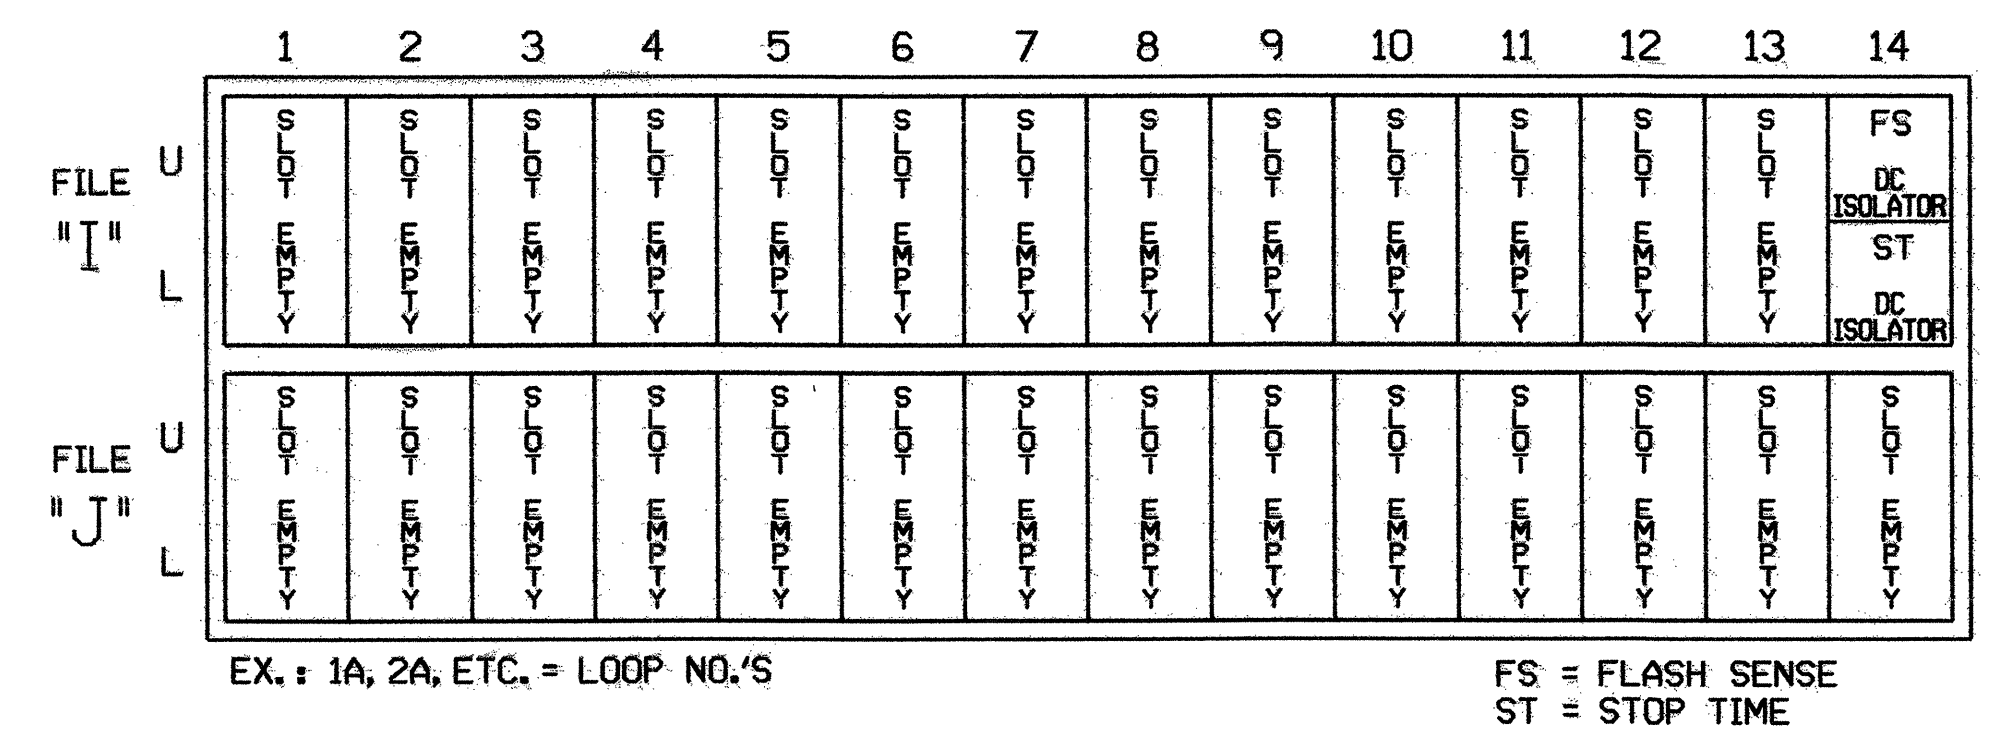 1 2 3 4 5 6 7 8 9 10 11 12 13 14
FILE "I"
U
L
SLOT EMPTY
SLOT EMPTY
SLOT EMPTY
SLOT EMPTY
SLOT EMPTY
SLOT EMPTY
SLOT EMPTY
SLOT EMPTY
SLOT EMPTY
SLOT EMPTY
SLOT EMPTY
SLOT EMPTY
SLOT EMPTY
FS
DC
ISOLATOR
ST
DC
ISOLATOR
FILE "J"
U
L
SLOT EMPTY
SLOT EMPTY
SLOT EMPTY
SLOT EMPTY
SLOT EMPTY
SLOT EMPTY
SLOT EMPTY
SLOT EMPTY
SLOT EMPTY
SLOT EMPTY
SLOT EMPTY
SLOT EMPTY
SLOT EMPTY
SLOT EMPTY
EX.: 1A, 2A, ETC. = LOOP NO.'S
FS = FLASH SENSE
ST = STOP TIME